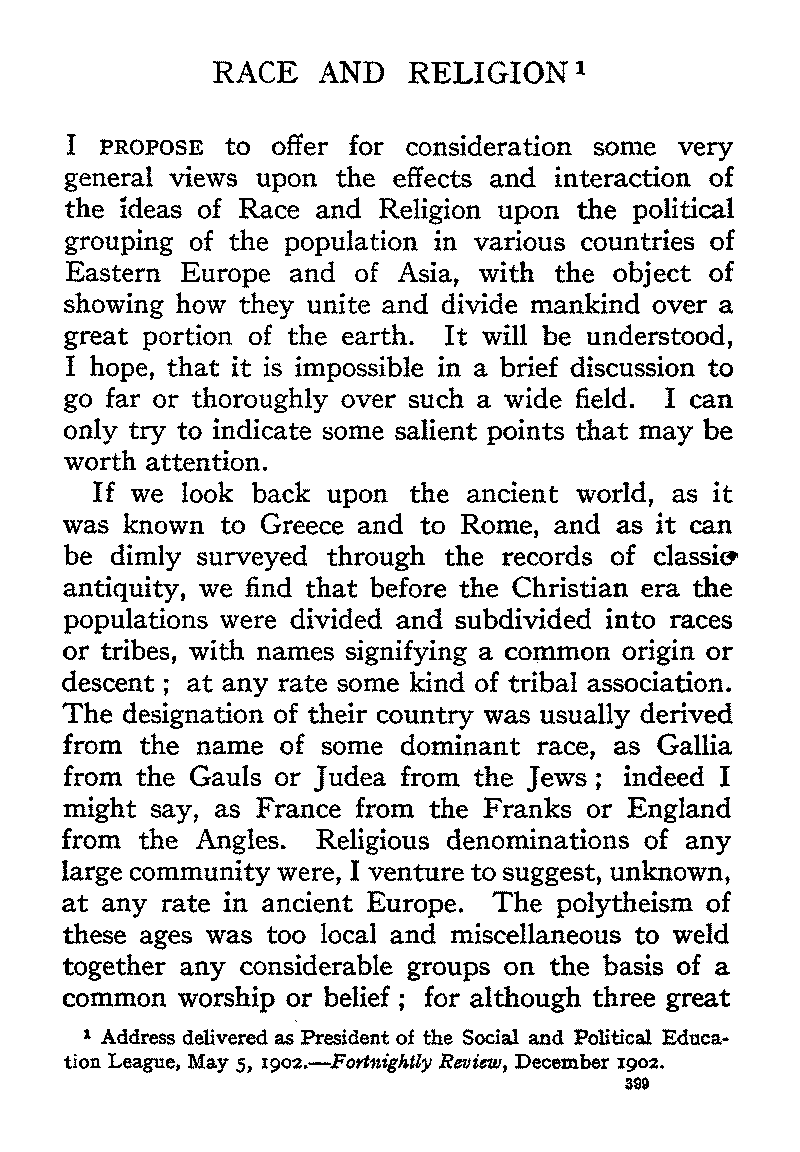 RACE AND RELIGION ¹
I PROPOSE to offer for consideration some very
general views upon the effects and interaction of
the ideas of Race and Religion upon the political
grouping of the population in various countries of
Eastern Europe and of Asia, with the object of
showing how they unite and divide mankind over a
great portion of the earth. It will be understood,
I hope, that it is impossible in a brief discussion to
go far or thoroughly over such a wide field. I can
only try to indicate some salient points that may be
worth attention.
If we look back upon the ancient world, as it
was known to Greece and to Rome, and as it can
be dimly surveyed through the records of classic
antiquity, we find that before the Christian era the
populations were divided and subdivided into races
or tribes, with names signifying a common origin or
descent ; at any rate some kind of tribal association.
The designation of their country was usually derived
from the name of some dominant race, as Gallia
from the Gauls or Judea from the Jews ; indeed I
might say, as France from the Franks or England
from the Angles. Religious denominations of any
large community were, I venture to suggest, unknown,
at any rate in ancient Europe. The polytheism of
these ages was too local and miscellaneous to weld
together any considerable groups on the basis of a
common worship or belief ; for although three great
¹ Address delivered as President of the Social and Political Educa-
tion League, May 5, 1902.—Fortnightly Review, December 1902.
399